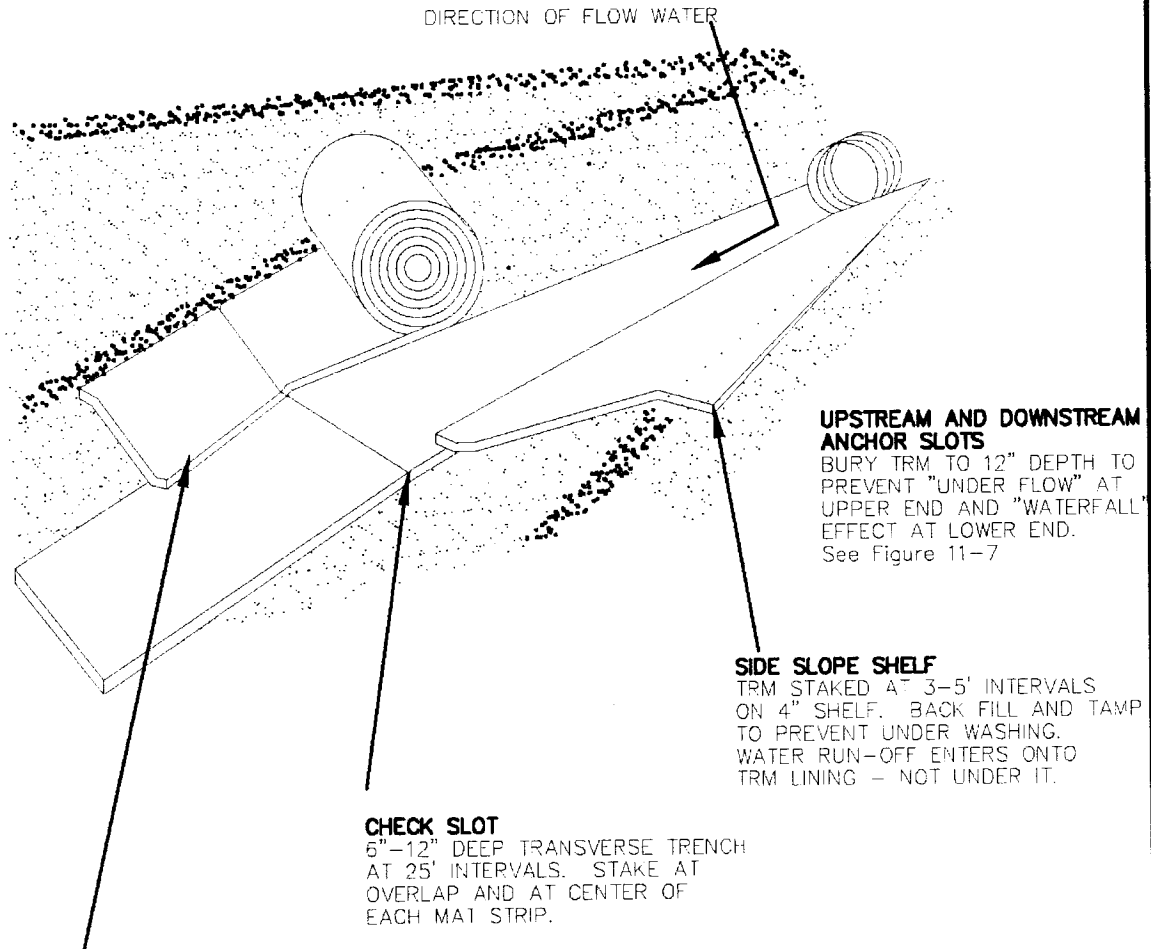 DIRECTION OF FLOW WATER
UPSTREAM AND DOWNSTREAM
ANCHOR SLOTS
BURY TRM TO 12" DEPTH TO
PREVENT "UNDER FLOW" AT
UPPER END AND "WATERFALL"
EFFECT AT LOWER END.
See Figure 11-7
SIDE SLOPE SHELF
TRM STAKED AT 3-5' INTERVALS
ON 4" SHELF. BACK FILL AND TAMP
TO PREVENT UNDER WASHING.
WATER RUN-OFF ENTERS ONTO
TRM LINING - NOT UNDER IT.
CHECK SLOT
6"-12" DEEP TRANSVERSE TRENCH
AT 25' INTERVALS. STAKE AT
OVERLAP AND AT CENTER OF
EACH MAT STRIP.